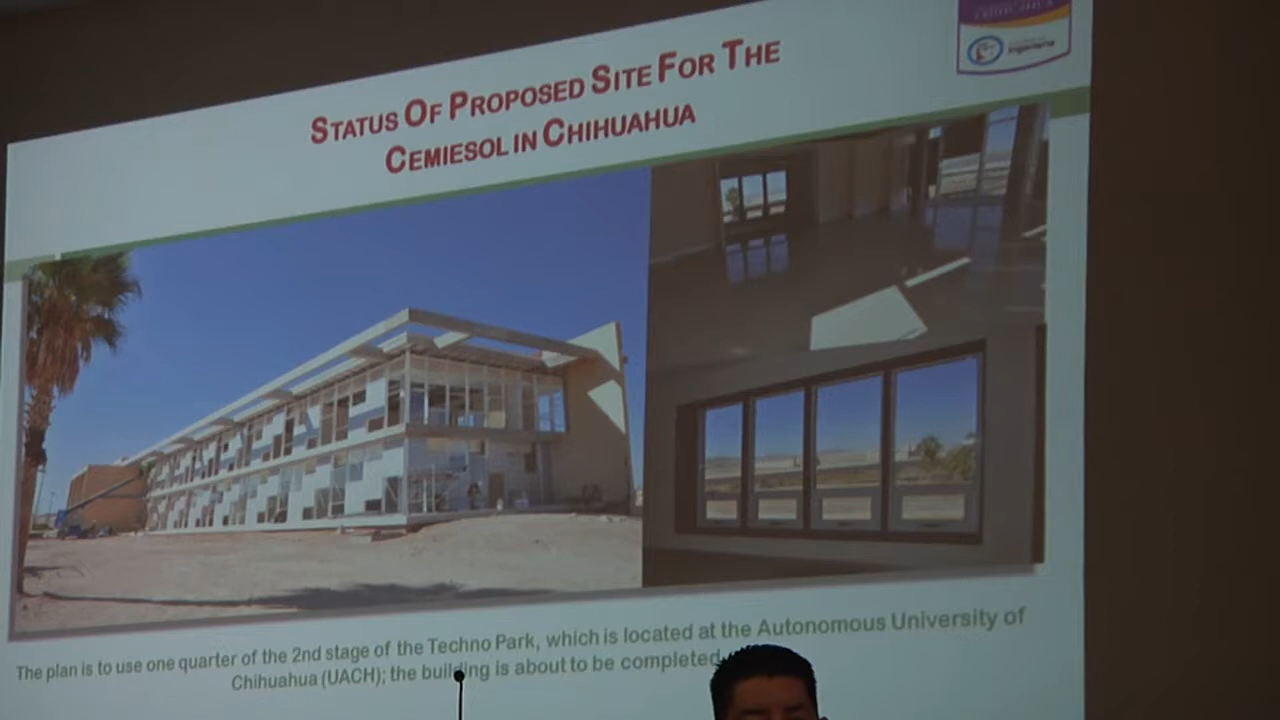 STATUS OF PROPOSED SITE FOR THE
CEMIESOL IN CHIHUAHUA
ingeniería
The plan is to use one quarter of the 2nd stage of the Techno Park, which is located at the Autonomous University of
Chihuahua (UACH); the building is about to be completed